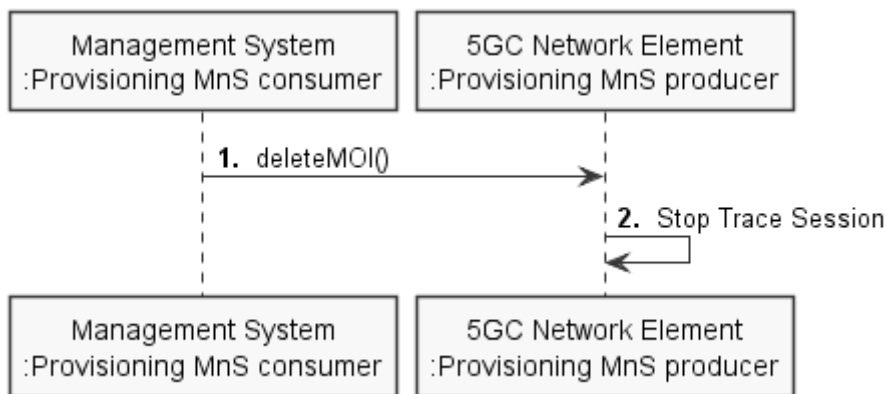 Management System
:Provisioning MnS consumer
5GC Network Element
:Provisioning MnS producer
1. deleteMOI()
2. Stop Trace Session
Management System
:Provisioning MnS consumer
5GC Network Element
:Provisioning MnS producer